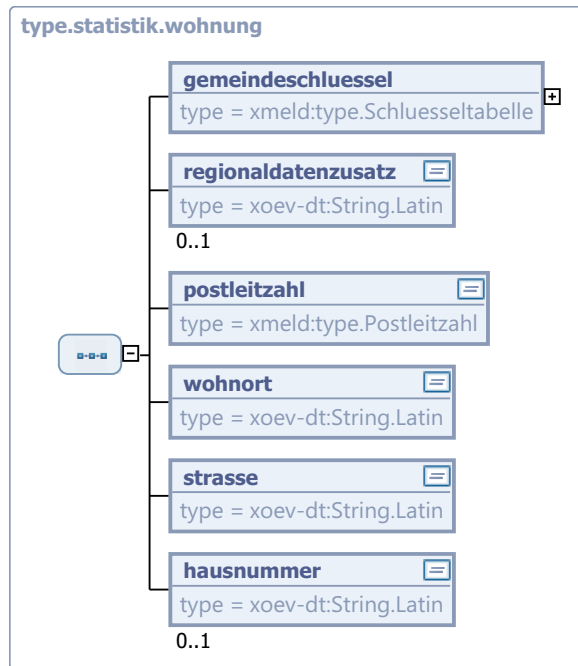 type.statistik.wohnung
gemeindeschluessel
type = xmeld:type.Schluesseltabelle
regionaldatenzusatz
type = xoev-dt:String.Latin
0..1
postleitzahl
type = xmeld:type.Postleitzahl
wohnort
type = xoev-dt:String.Latin
strasse
type = xoev-dt:String.Latin
hausnummer
type = xoev-dt:String.Latin
0..1